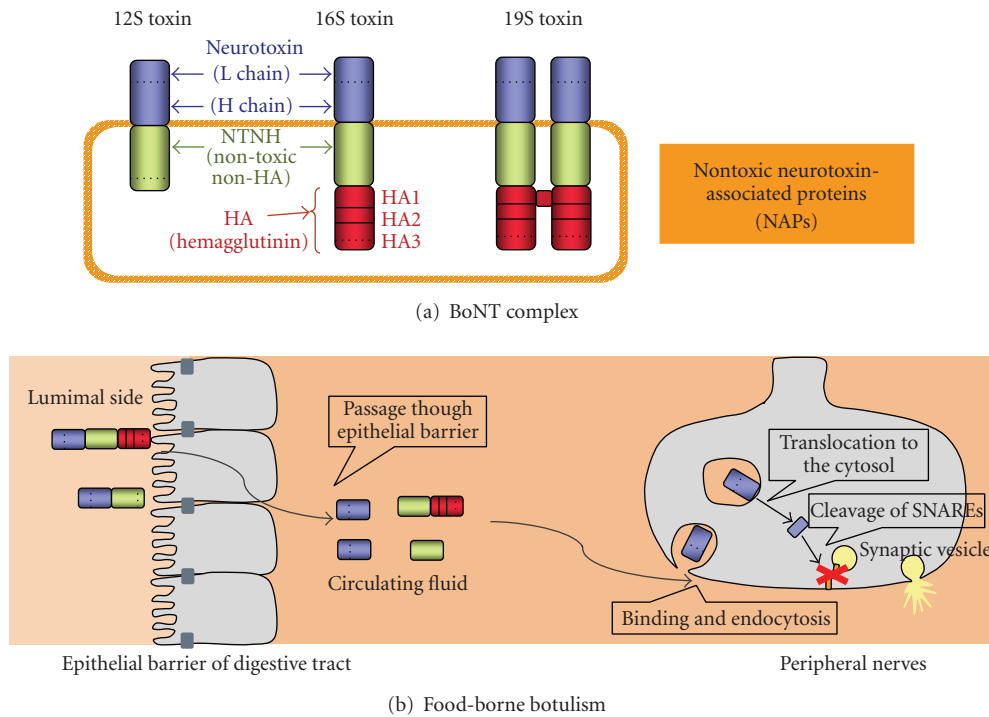 12S toxin
16S toxin
19S toxin
Neurotoxin
(L chain)
(H chain)
NTNH
(non-toxic
non-HA)
HA
(hemagglutinin)
HA1
HA2
HA3
Nontoxic neurotoxin-
associated proteins
(NAPs)
(a) BoNT complex
Lumimal side
Passage though
epithelial barrier
Circulating fluid
Translocation to
the cytosol
Cleavage of SNAREs
Synaptic vesicle
Binding and endocytosis
Epithelial barrier of digestive tract
Peripheral nerves
(b) Food-borne botulism